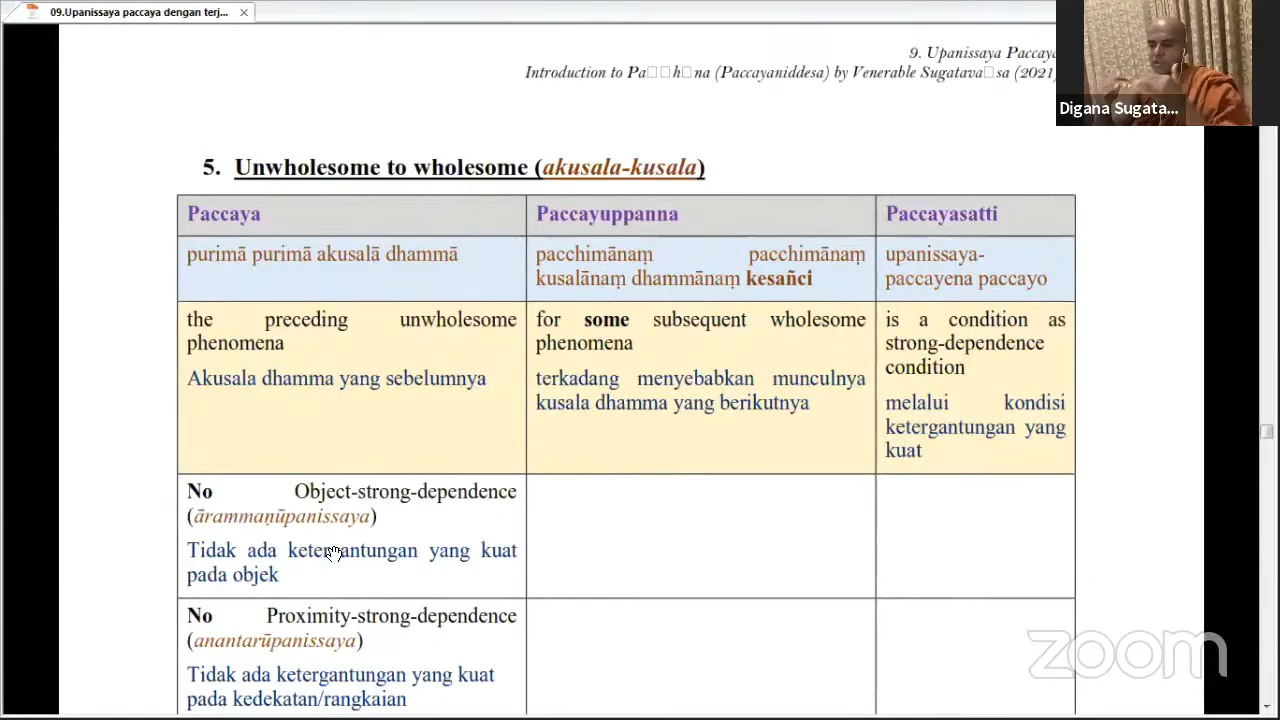 09.Upanissaya paccaya dengan terj...
9. Upanissaya Paccaya
Introduction to Pa□□h□na (Paccayaniddesa) by Venerable Sugatava□sa (2021)
Digana Sugata...
5. Unwholesome to wholesome (akusala-kusala)
Paccaya
Paccayuppanna
Paccayasatti
purimā purimā akusalā dhammā
pacchimānaṃ pacchimānaṃ
kusalānaṃ dhammānaṃ kesañci
upanissaya-
paccayena paccayo
the preceding unwholesome
phenomena
Akusala dhamma yang sebelumnya
for some subsequent wholesome
phenomena
terkadang menyebabkan munculnya
kusala dhamma yang berikutnya
is a condition as
strong-dependence
condition
melalui kondisi
ketergantungan yang
kuat
No Object-strong-dependence
(ārammaṇūpanissaya)
Tidak ada ketergantungan yang kuat
pada objek
No Proximity-strong-dependence
(anantarūpanissaya)
Tidak ada ketergantungan yang kuat
pada kedekatan/rangkaian
zoom